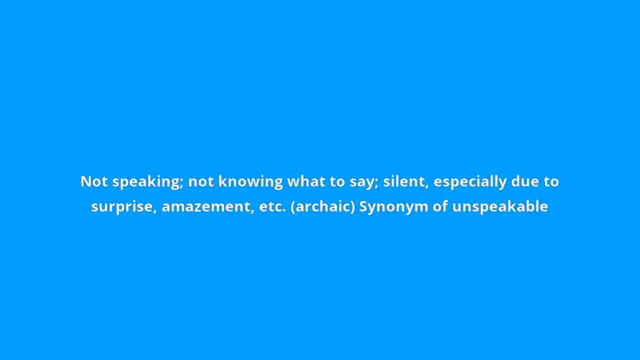 Not speaking; not knowing what to say; silent, especially due to
surprise, amazement, etc. (archaic) Synonym of unspeakable